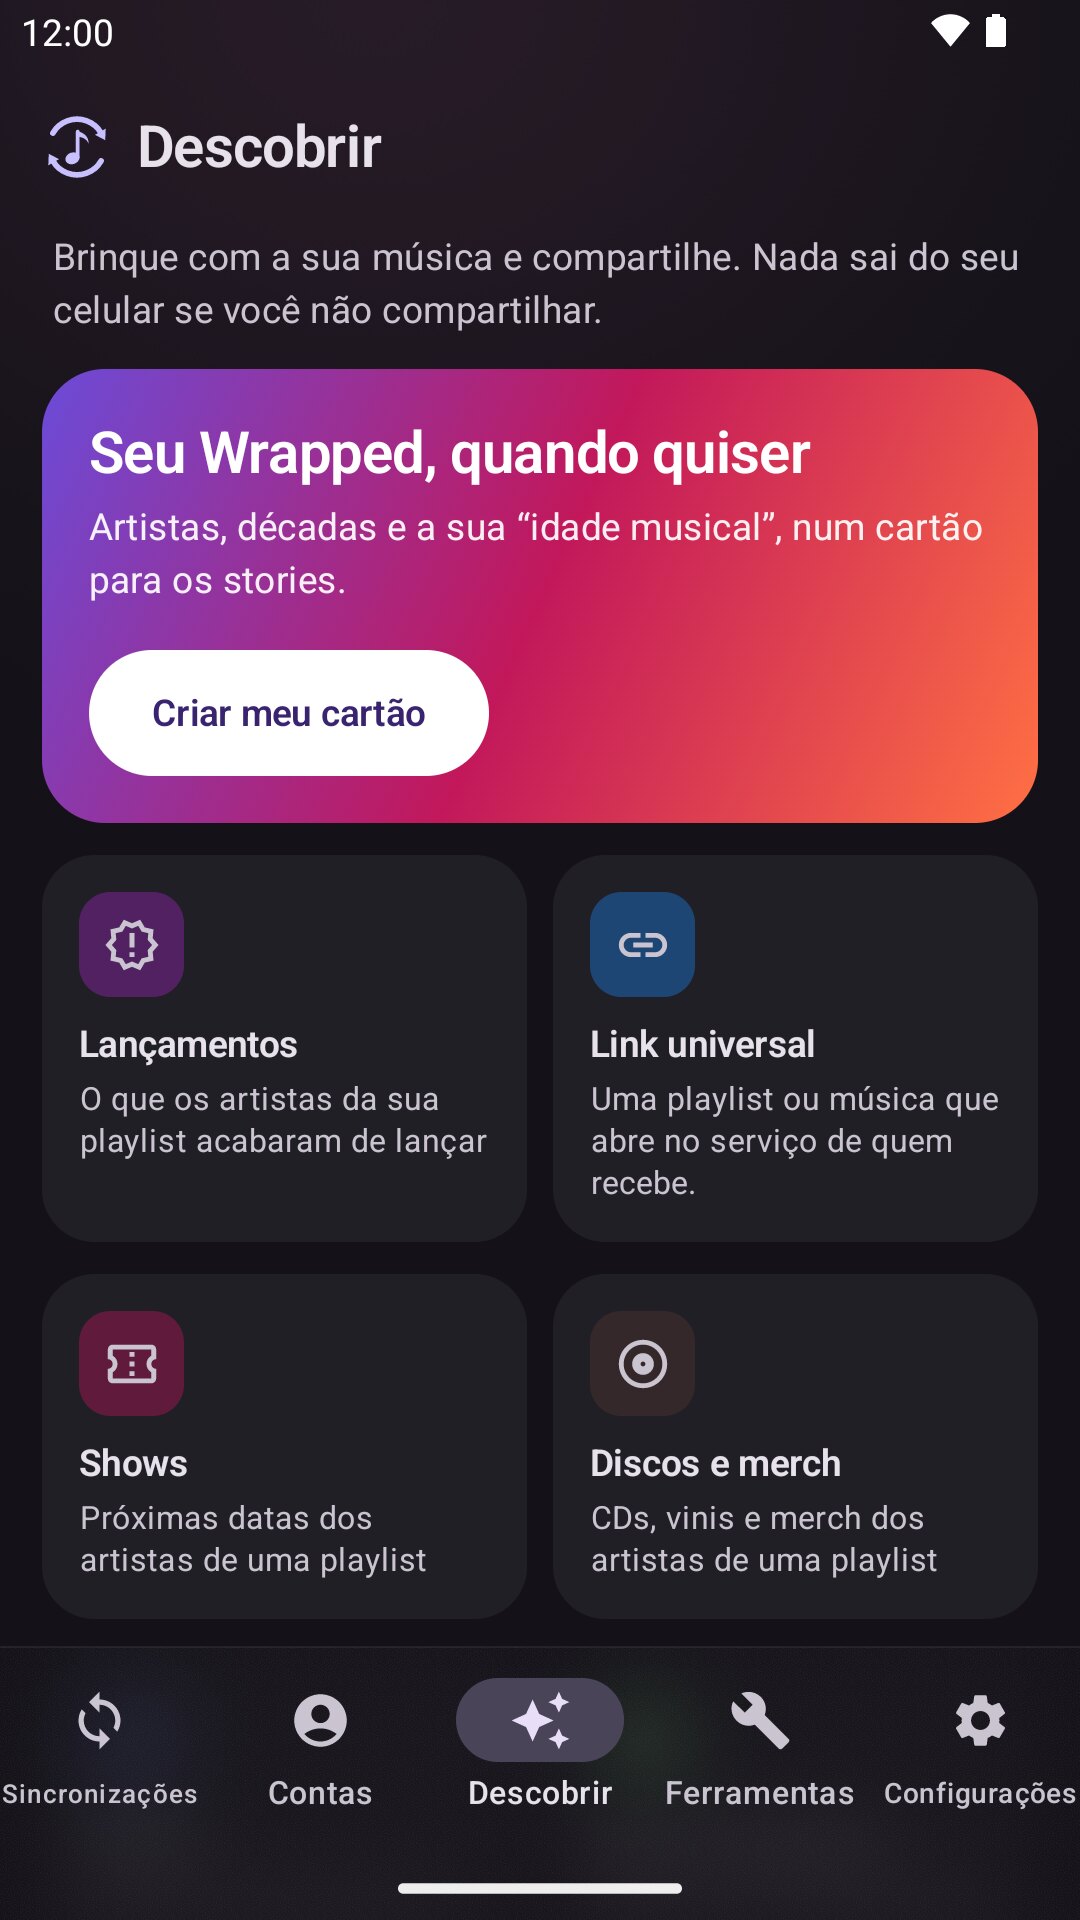 12:00
Descobrir
Brinque com a sua música e compartilhe. Nada sai do seu
celular se você não compartilhar.
Seu Wrapped, quando quiser
Artistas, décadas e a sua “idade musical”, num cartão
para os stories.
Criar meu cartão
Lançamentos
O que os artistas da sua
playlist acabaram de lançar
Link universal
Uma playlist ou música que
abre no serviço de quem
recebe.
Shows
Próximas datas dos
artistas de uma playlist
Discos e merch
CDs, vinis e merch dos
artistas de uma playlist
Sincronizações
Contas
Descobrir
Ferramentas
Configurações